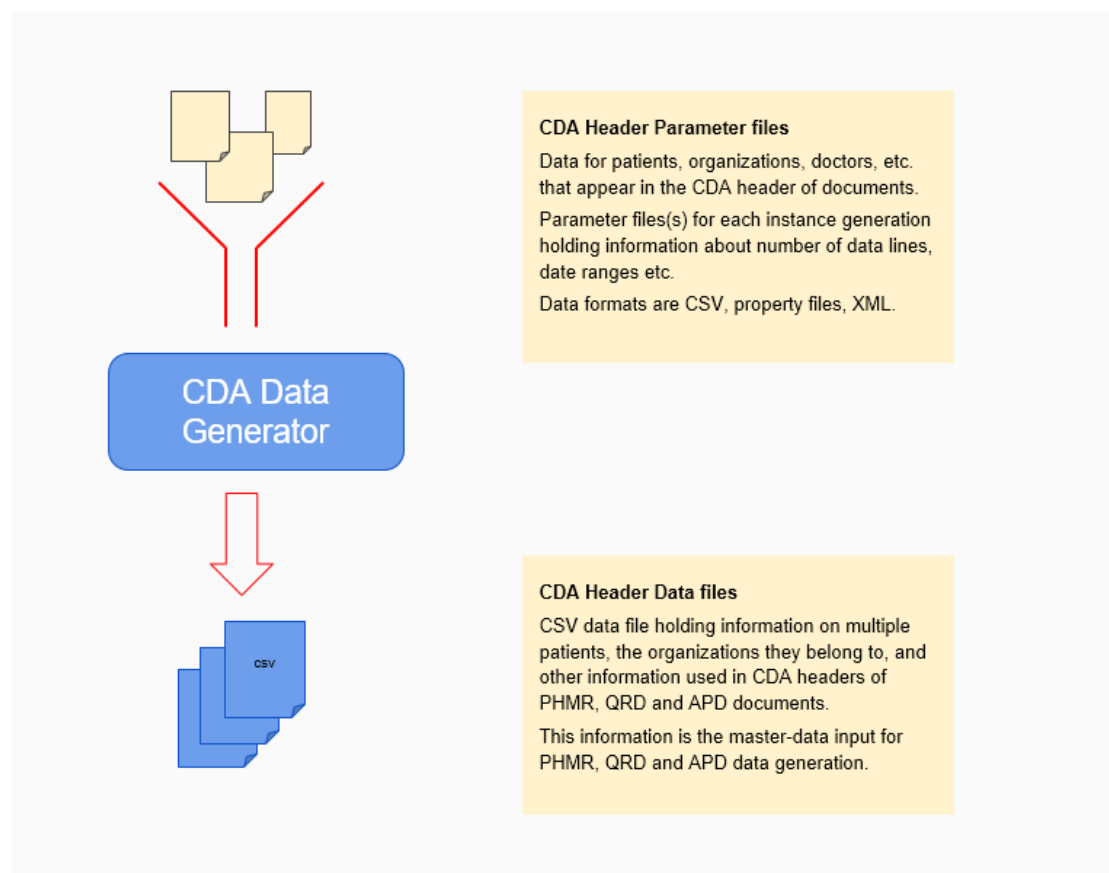 CDA Header Parameter files
Data for patients, organizations, doctors, etc.
that appear in the CDA header of documents.
Parameter files(s) for each instance generation
holding information about number of data lines,
date ranges etc.
Data formats are CSV, property files, XML.
CDA Data
Generator
CDA Header Data files
CSV data file holding information on multiple
patients, the organizations they belong to, and
other information used in CDA headers of
PHMR, QRD and APD documents.
This information is the master-data input for
PHMR, QRD and APD data generation.
CSV